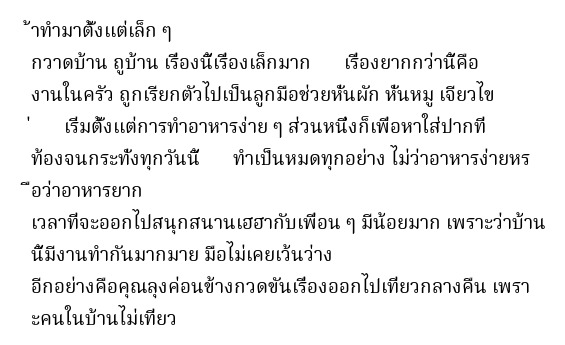 ้าทำมาตั้งแต่เล็ก ๆ
กวาดบ้าน ถูบ้าน เรื่องนี้เรื่องเล็กมาก      เรื่องยากกว่านี้คือ
งานในครัว ถูกเรียกตัวไปเป็นลูกมือช่วยหั่นผัก หั่นหมู เจียวไข
่      เริ่มตั้งแต่การทำอาหารง่าย ๆ ส่วนหนึ่งก็เพื่อหาใส่ปากที่
ท้องจนกระทั่งทุกวันนี้      ทำเป็นหมดทุกอย่าง ไม่ว่าอาหารง่ายหร
ือว่าอาหารยาก
เวลาที่จะออกไปสนุกสนานเฮฮากับเพื่อน ๆ มีน้อยมาก เพราะว่าบ้าน
นี้มีงานทำกันมากมาย มือไม่เคยเว้นว่าง
อีกอย่างคือคุณลุงค่อนข้างกวดขันเรื่องออกไปเที่ยวกลางคืน เพรา
ะคนในบ้านไม่เที่ยว